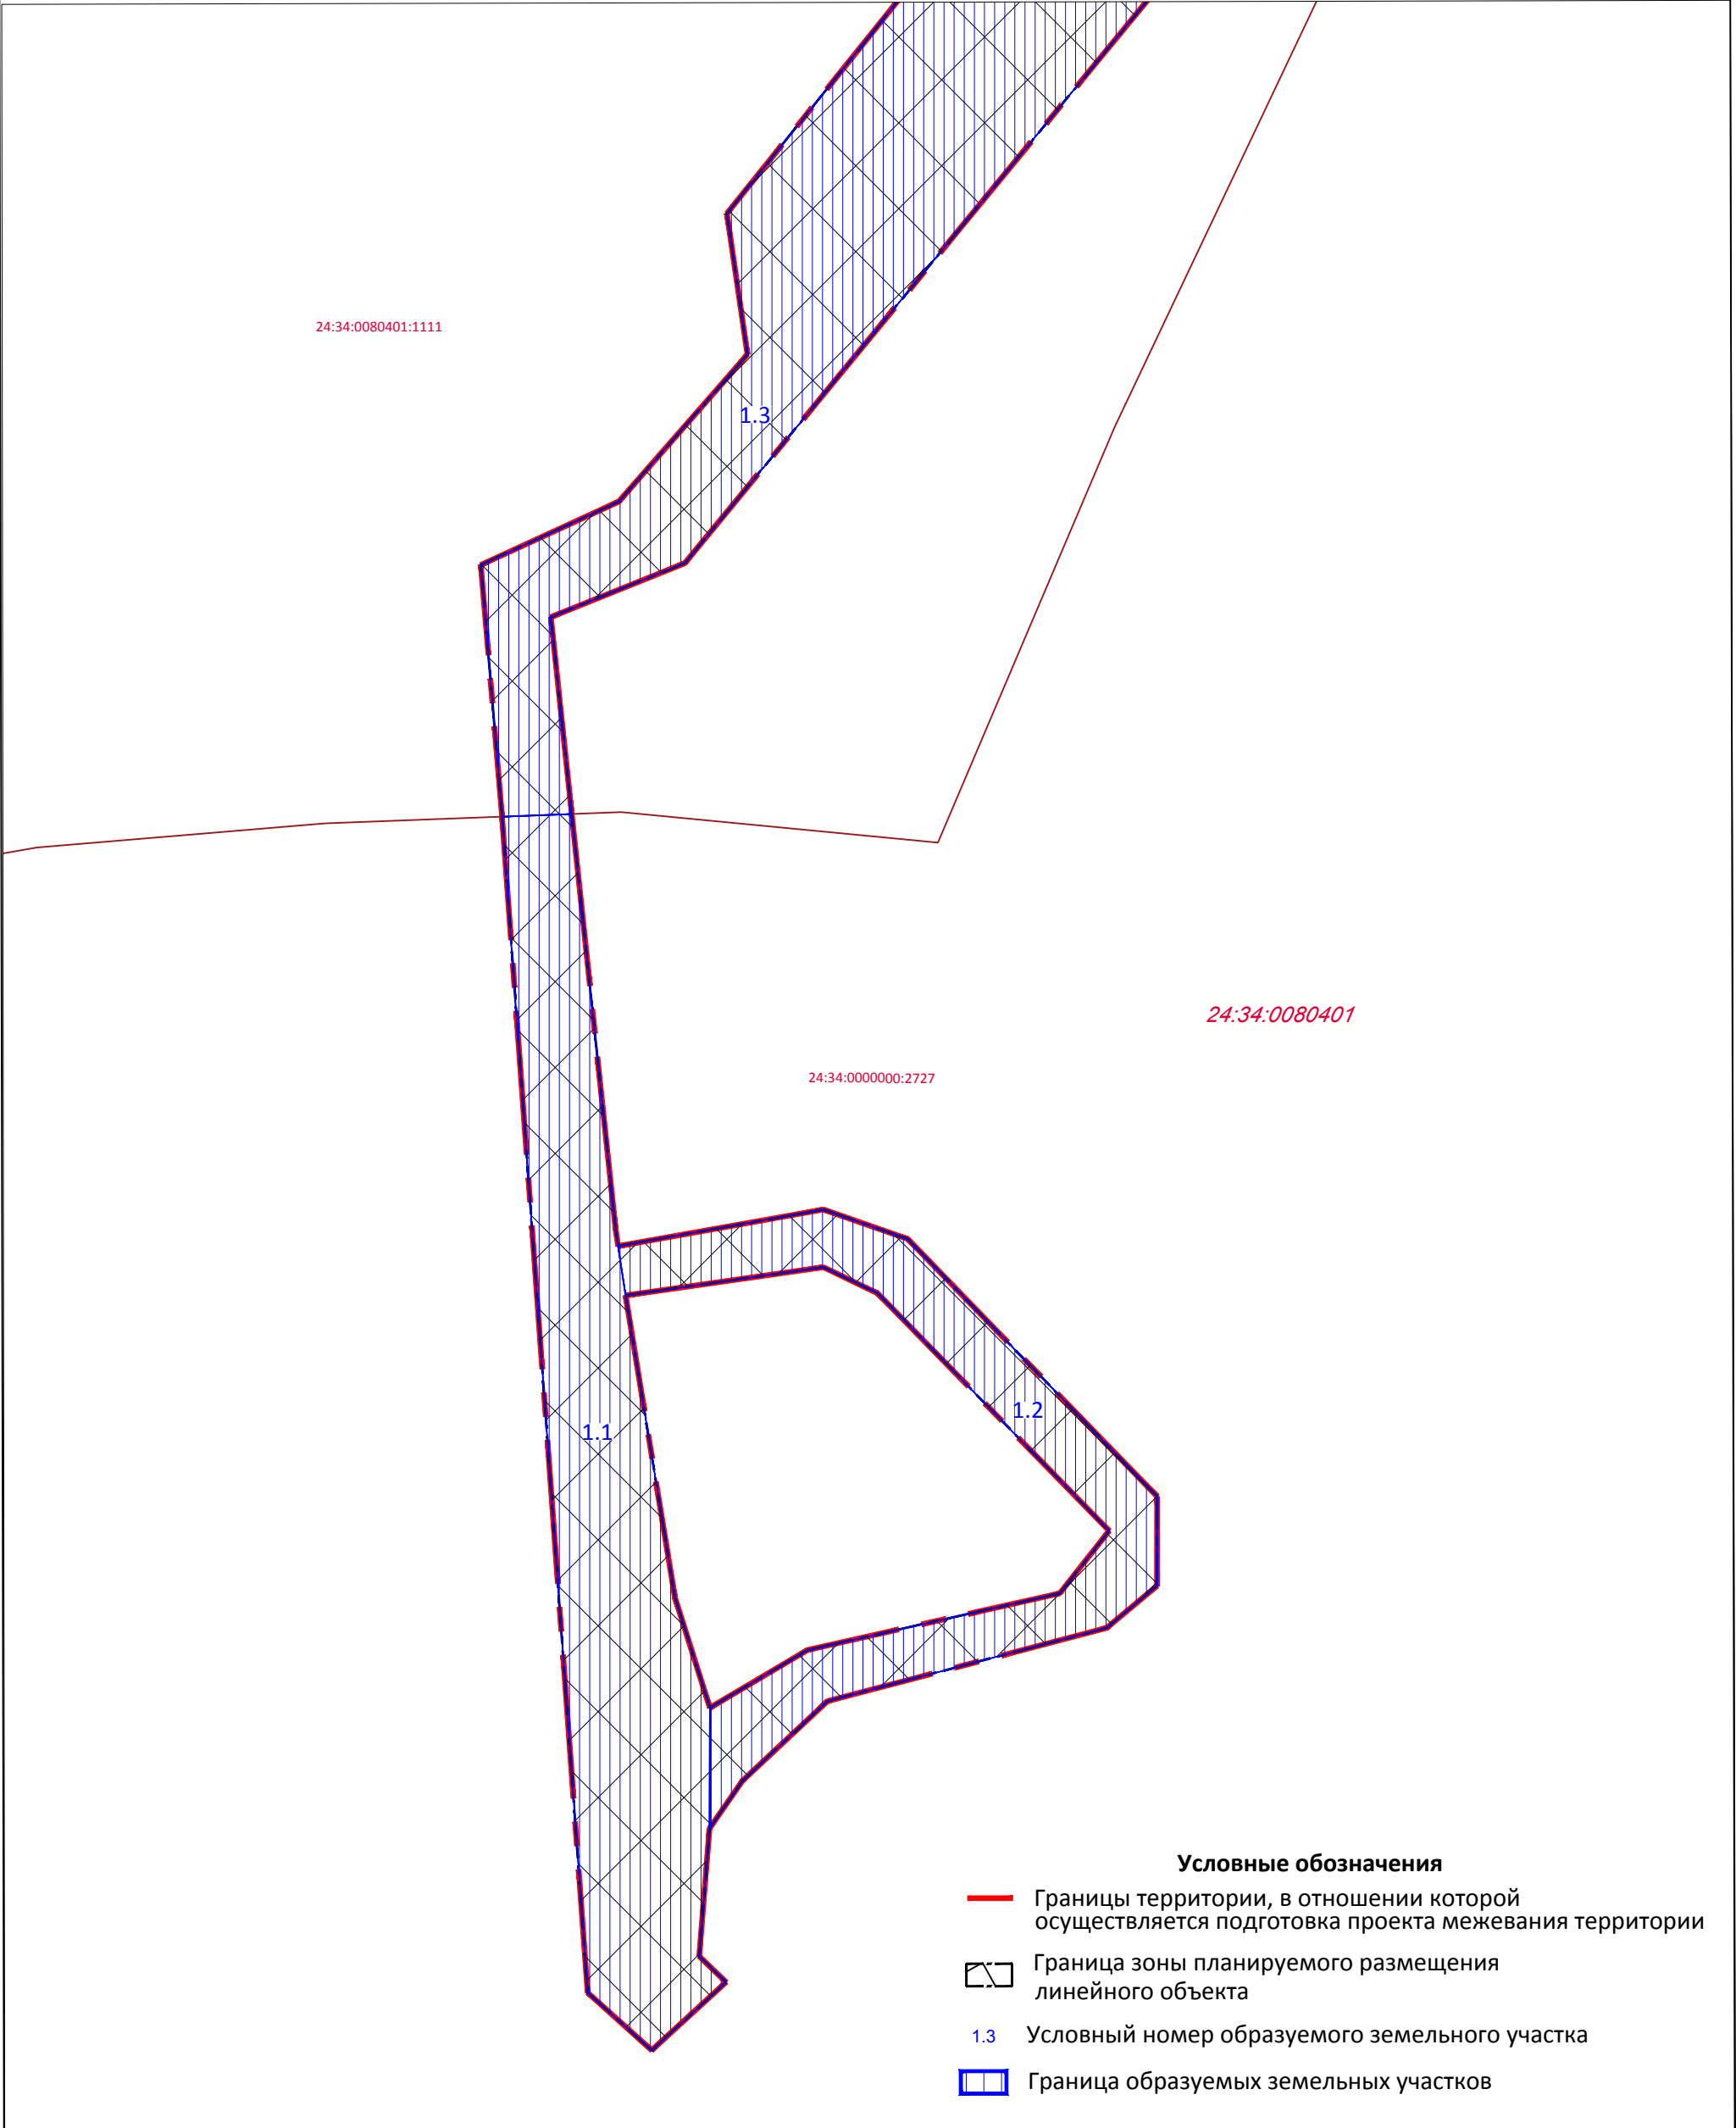 24:34:0080401:1111
1.3
24:34:0080401
24:34:0000000:2727
1.2
1.1
Условные обозначения
Границы территории, в отношении которой
осуществляется подготовка проекта межевания территории
Граница зоны планируемого размещения
линейного объекта
1.3 Условный номер образуемого земельного участка
Граница образуемых земельных участков